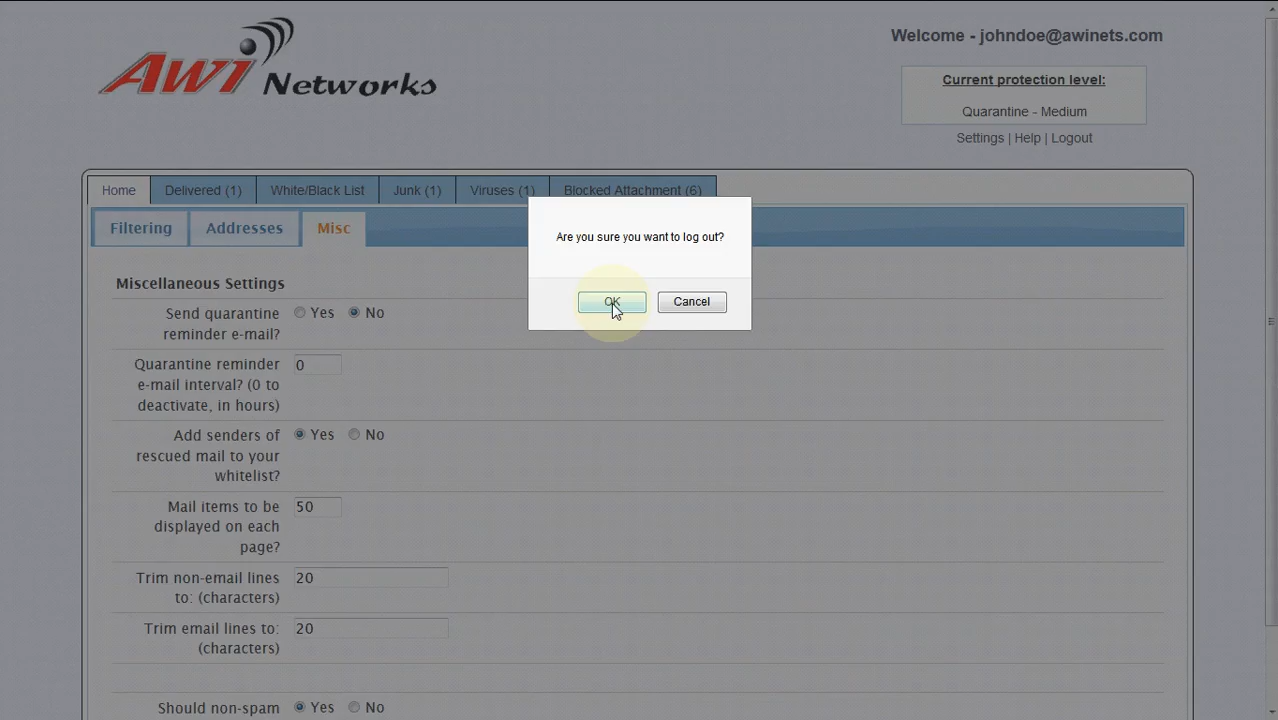 Awi Networks
Welcome - johndoe@awinets.com
Current protection level:
Quarantine - Medium
Settings | Help | Logout
Home Delivered (1) White/Black List Junk (1) Viruses (1) Blocked Attachment (6)
Filtering Addresses Misc
Are you sure you want to log out?
OK Cancel
Miscellaneous Settings
Send quarantine
reminder e-mail?
Yes No
Quarantine reminder
e-mail interval? (0 to
deactivate, in hours)
0
Add senders of
rescued mail to your
whitelist?
Yes No
Mail items to be
displayed on each
page?
50
Trim non-email lines
to: (characters)
20
Trim email lines to:
(characters)
20
Should non-spam
Yes No